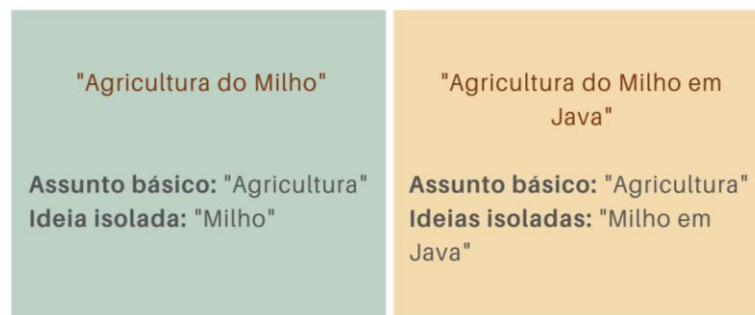 "Agricultura do Milho"
Assunto básico: "Agricultura"
Ideia isolada: "Milho"
"Agricultura do Milho em
Java"
Assunto básico: "Agricultura"
Ideias isoladas: "Milho em
Java"